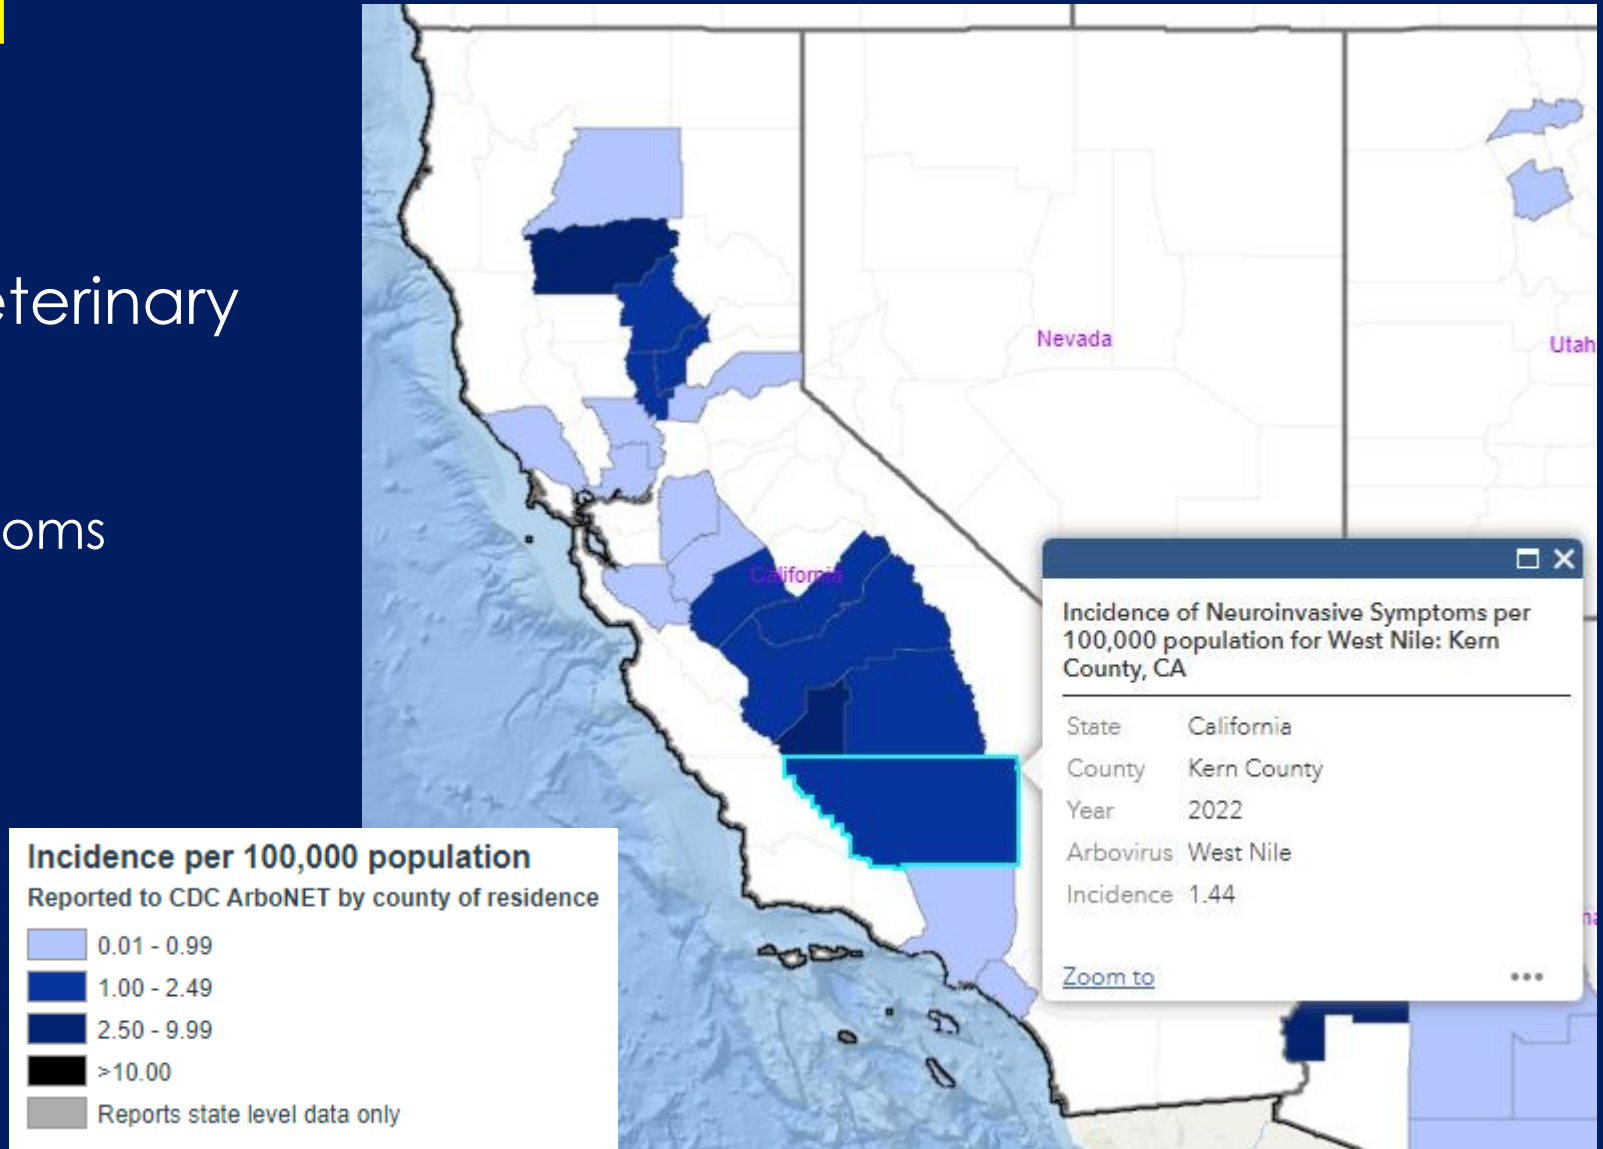 eterinary
oms
Nevada
Utah
California
Incidence of Neuroinvasive Symptoms per
100,000 population for West Nile: Kern
County, CA
State California
County Kern County
Year 2022
Arbovirus West Nile
Incidence 1.44
Zoom to
Incidence per 100,000 population
Reported to CDC ArboNET by county of residence
0.01 - 0.99
1.00 - 2.49
2.50 - 9.99
>10.00
Reports state level data only